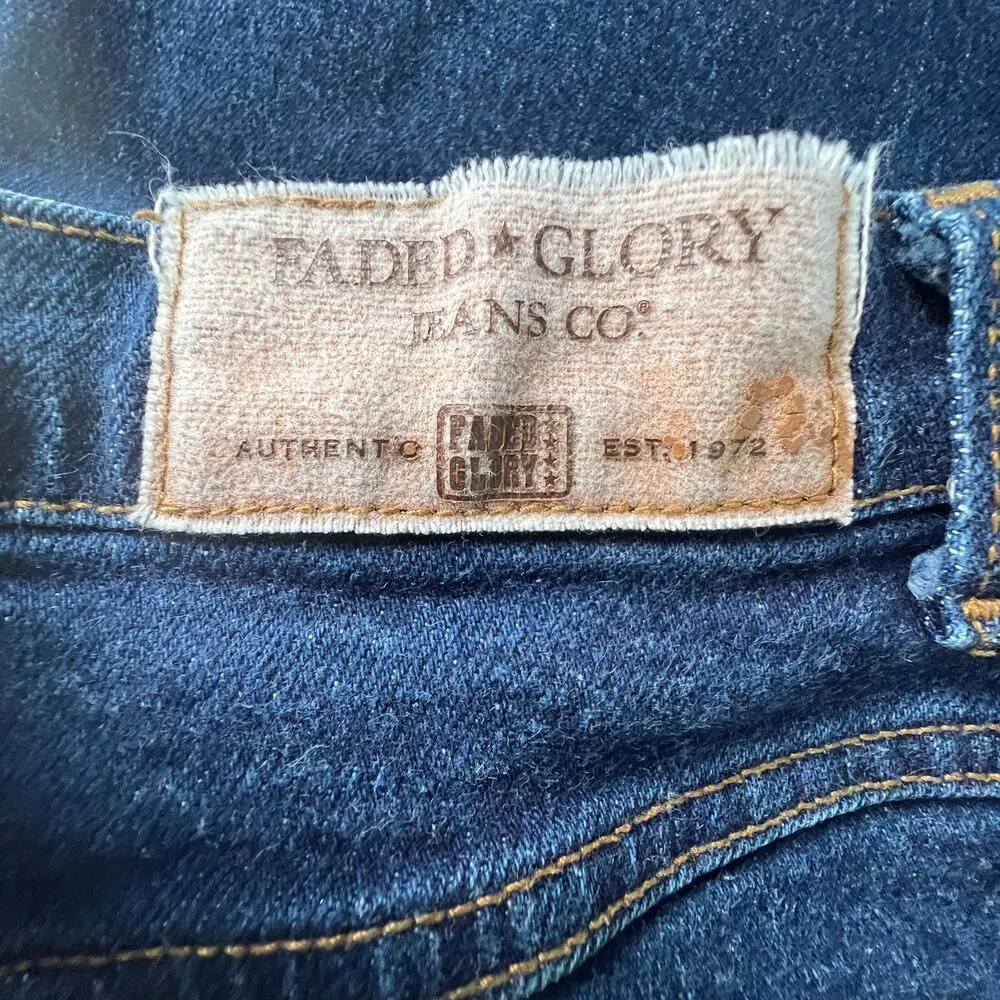 FADED★GLORY
JEANS CO.®
AUTHENTIC FADED GLORY EST. 1972